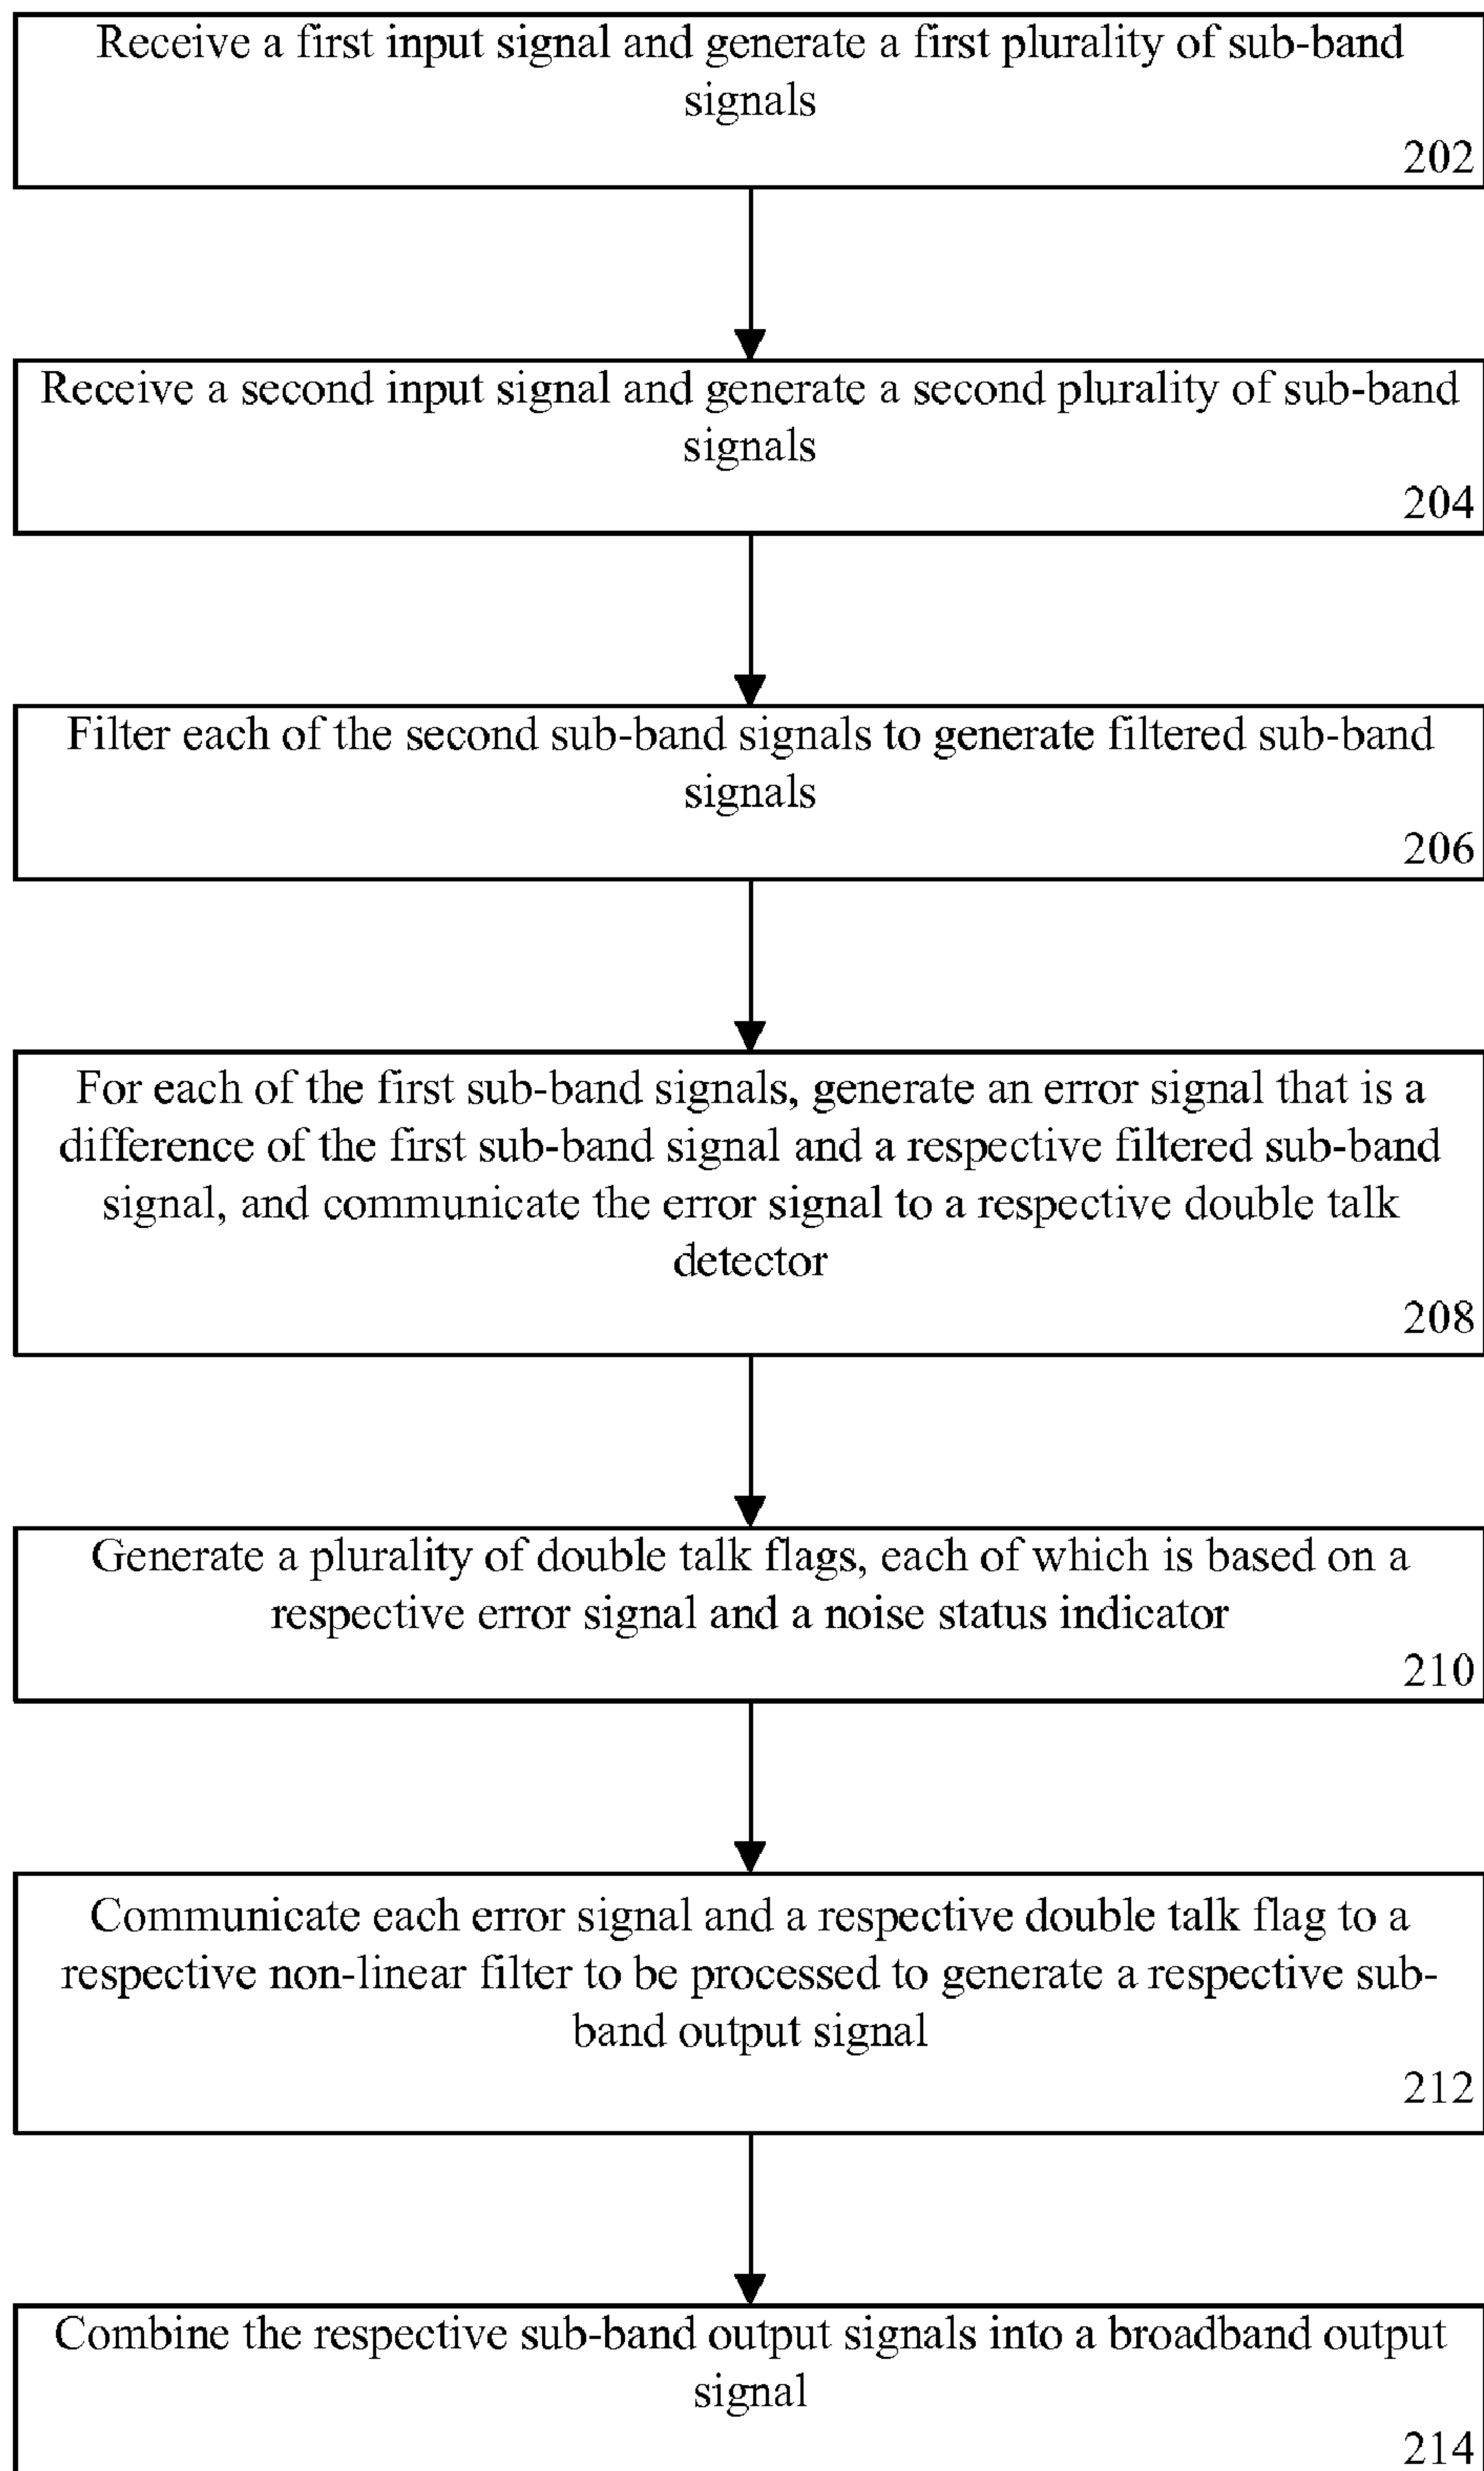 Receive a first input signal and generate a first plurality of sub-band
signals
202
Receive a second input signal and generate a second plurality of sub-band
signals
204
Filter each of the second sub-band signals to generate filtered sub-band
signals
206
For each of the first sub-band signals, generate an error signal that is a
difference of the first sub-band signal and a respective filtered sub-band
signal, and communicate the error signal to a respective double talk
detector
208
Generate a plurality of double talk flags, each of which is based on a
respective error signal and a noise status indicator
210
Communicate each error signal and a respective double talk flag to a
respective non-linear filter to be processed to generate a respective sub-
band output signal
212
Combine the respective sub-band output signals into a broadband output
signal
214